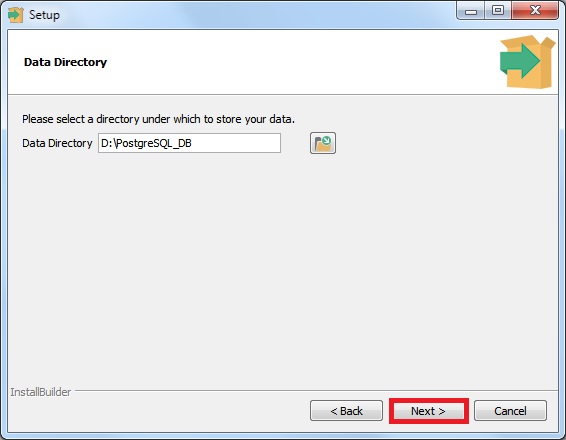 Setup
Data Directory
Please select a directory under which to store your data.
Data Directory D:\PostgreSQL_DB
InstallBuilder
< Back Next > Cancel